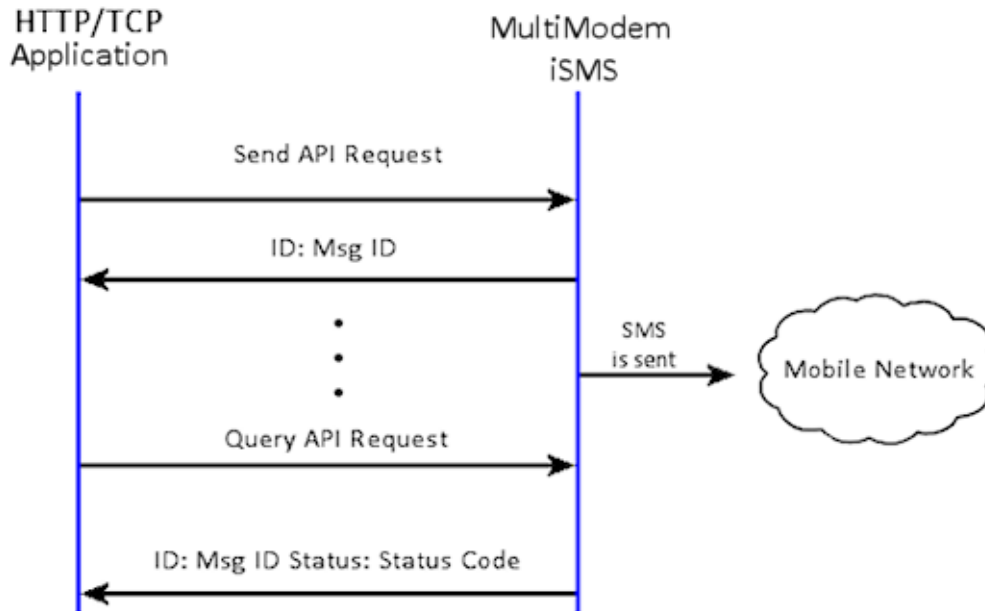 HTTP/TCP
Application
MultiModem
iSMS
Send API Request
ID: Msg ID
SMS
is sent
Mobile Network
Query API Request
ID: Msg ID Status: Status Code